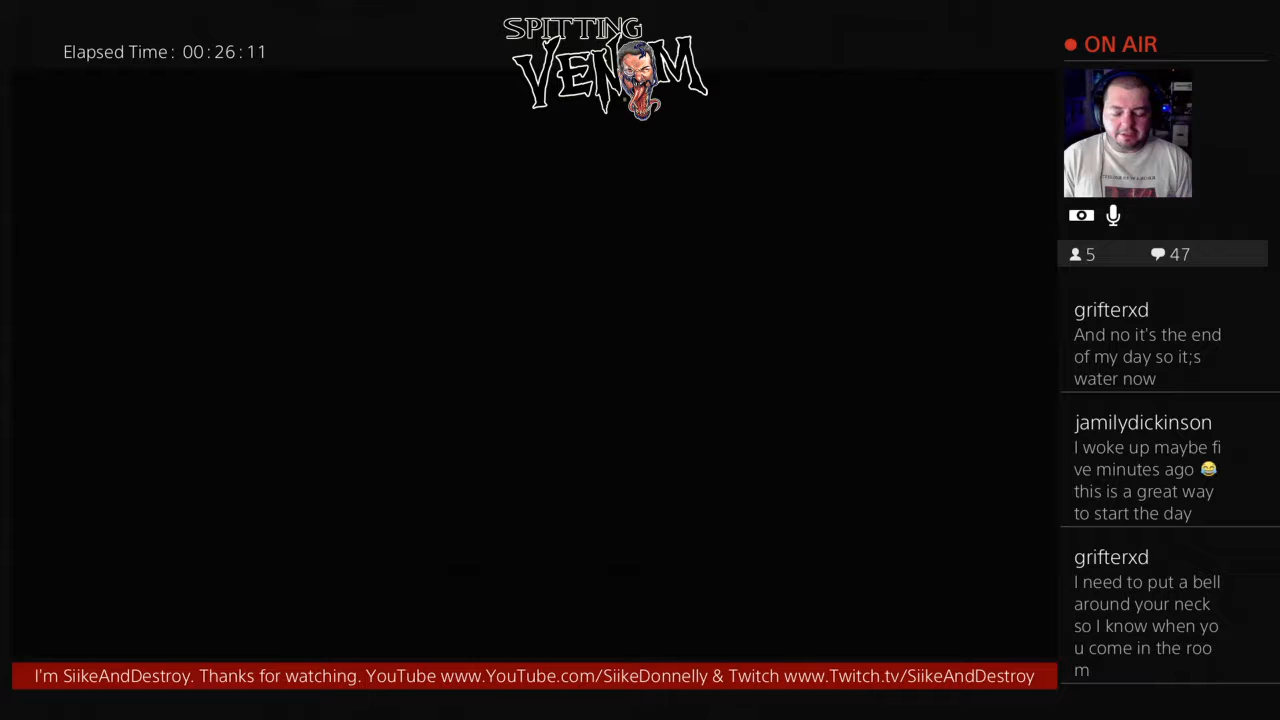 Elapsed Time: 00:26:11
SPITTING
VENOM
ON AIR
5
47
grifterxd
And no it's the end
of my day so it;s
water now
jamilydickinson
I woke up maybe fi
ve minutes ago 😂
this is a great way
to start the day
grifterxd
I need to put a bell
around your neck
so I know when yo
u come in the roo
m
I'm SiikeAndDestroy. Thanks for watching. YouTube www.YouTube.com/SiikeDonnelly & Twitch www.Twitch.tv/SiikeAndDestroy